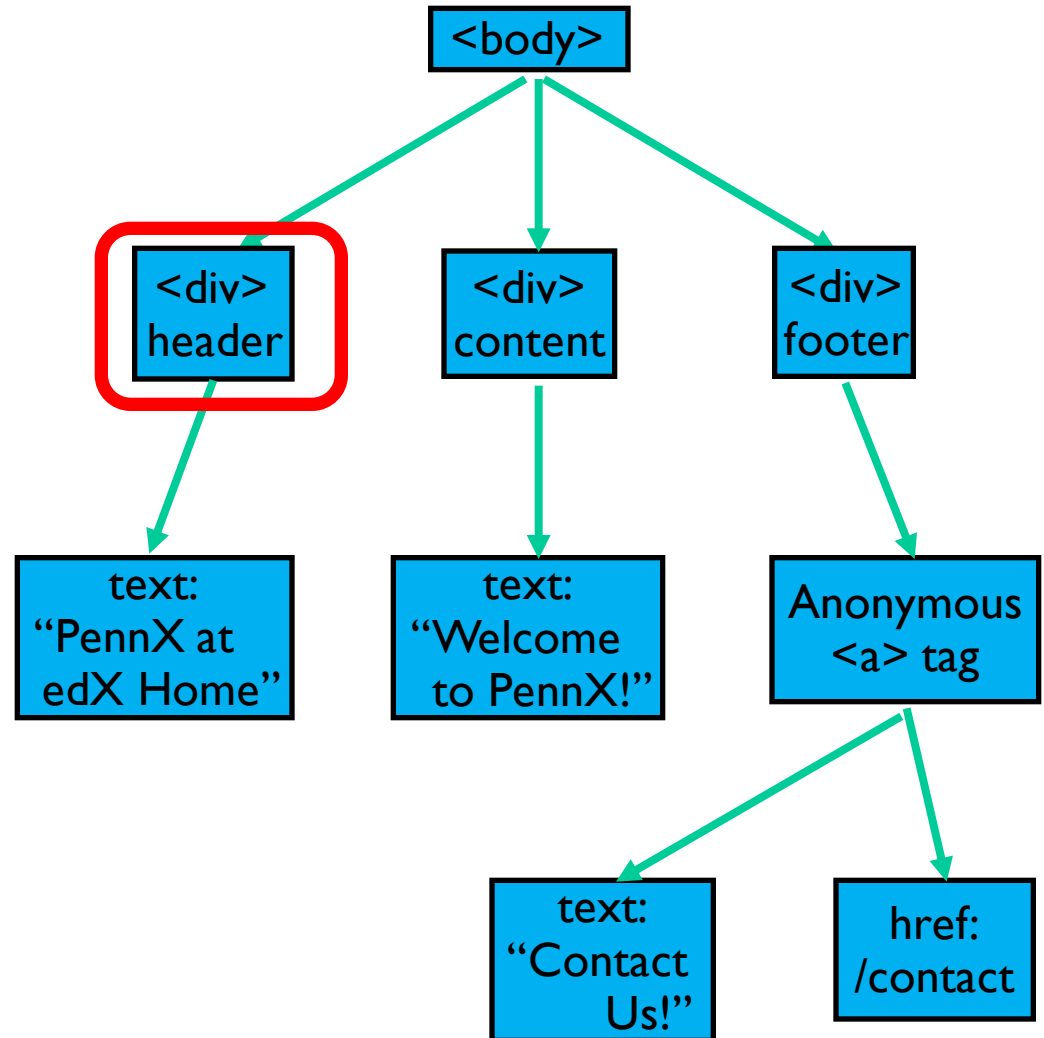 <body>
<div>
header
<div>
content
<div>
footer
text:
“PennX at
edX Home”
text:
“Welcome
to PennX!”
Anonymous
<a> tag
text:
“Contact
Us!”
href:
/contact